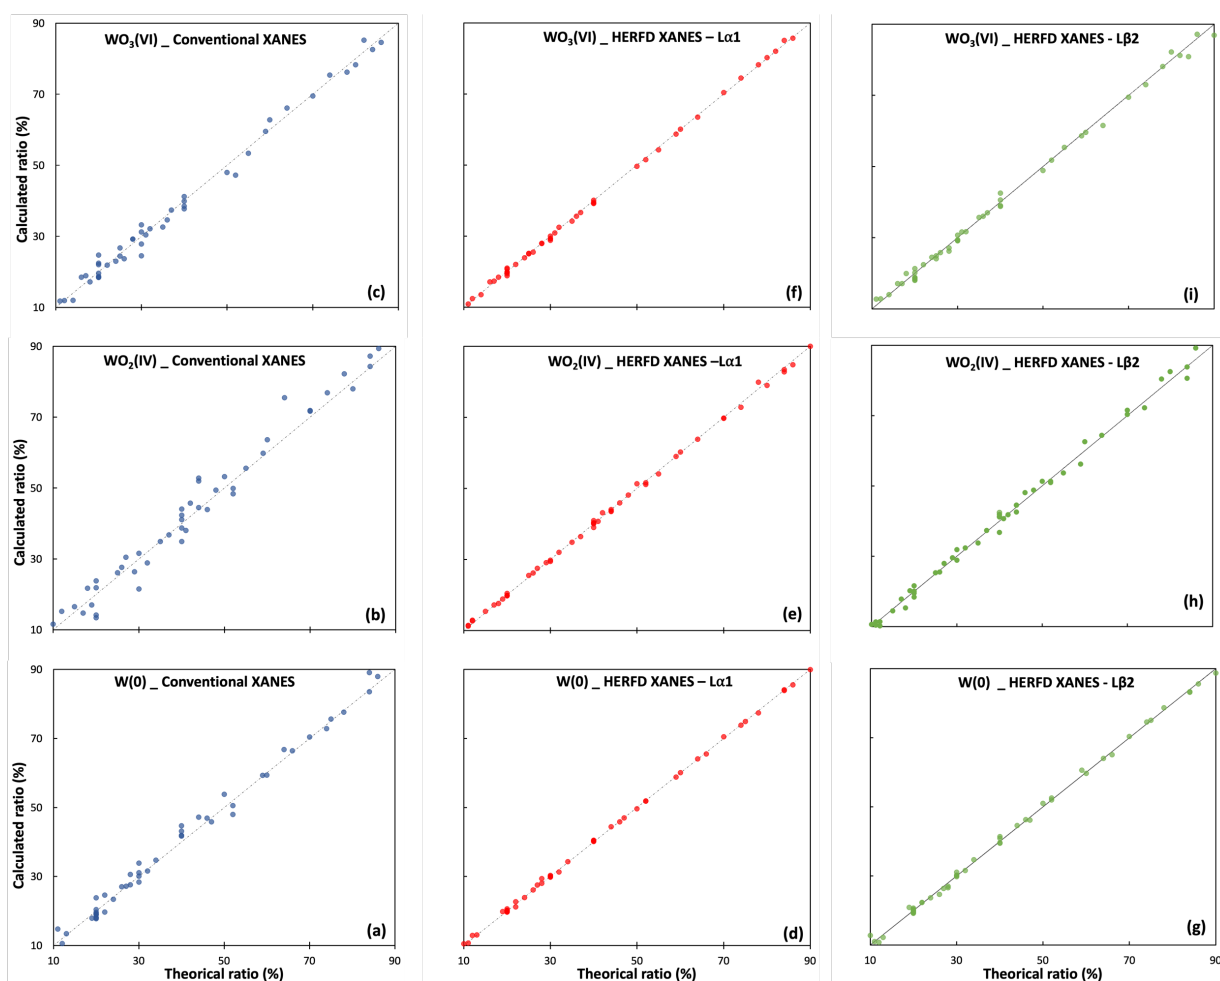 90
WO₃(VI) _ Conventional XANES
70
50
30
10
Calculated ratio (%)
(c)
WO₃(VI) _ HERFD XANES – Lα1
(f)
WO₃(VI) _ HERFD XANES - Lβ2
(i)
90
WO₂(IV) _ Conventional XANES
70
50
30
10
Calculated ratio (%)
(b)
WO₂(IV) _ HERFD XANES –Lα1
(e)
WO₂(IV) _ HERFD XANES - Lβ2
(h)
90
W(0) _ Conventional XANES
70
50
30
10
Calculated ratio (%)
(a)
10 30 50 70 90
Theorical ratio (%)
W(0) _ HERFD XANES – Lα1
(d)
10 30 50 70 90
Theorical ratio (%)
W(0) _ HERFD XANES - Lβ2
(g)
10 30 50 70 90
Theorical ratio (%)